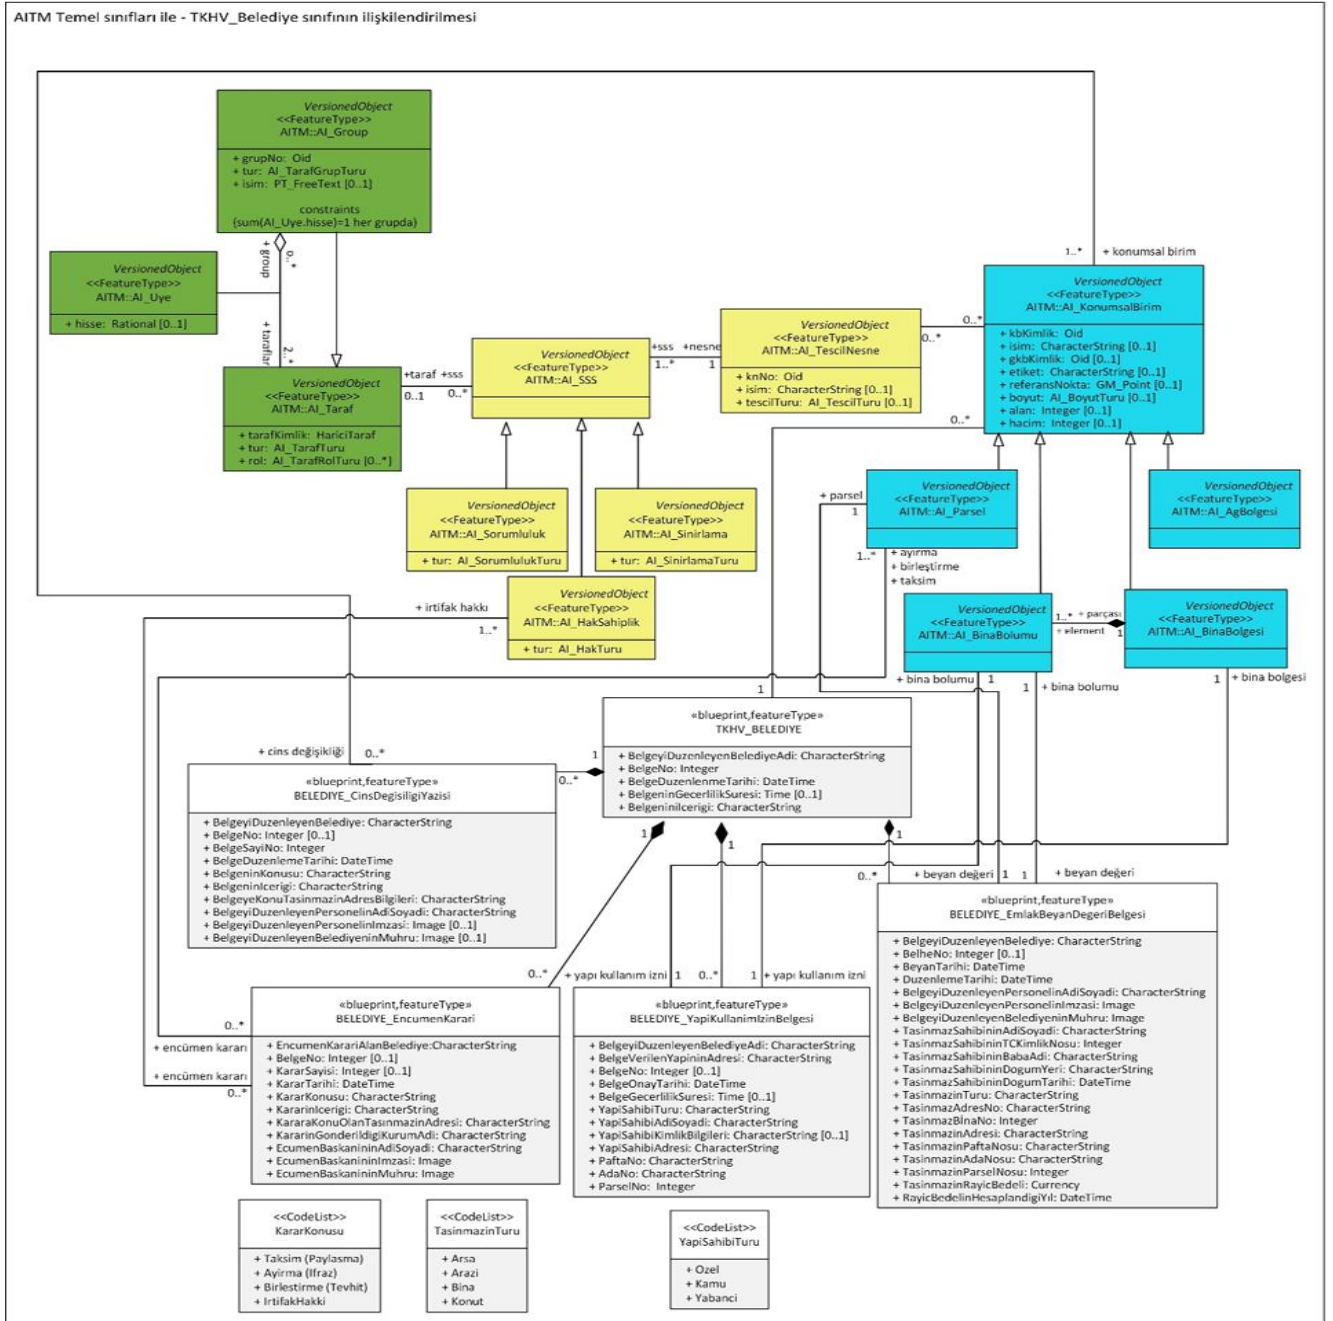 AITM Temel sınıfları ile - TKHV_Belediye sınıfının ilişkilendirilmesi
VersionedObject
<<FeatureType>>
AITM::AI_Group
+ grupNo: Oid
+ tur: AI_TarafGrupTuru
+ isim: PT_FreeText [0..1]
constraints
(sum(AI_Uye.hisse)=1 her grupda)
+ group
0..*
VersionedObject
<<FeatureType>>
AITM::AI_Uye
+ hisse: Rational [0..1]
+ taraflar
2..*
VersionedObject
<<FeatureType>>
AITM::AI_Taraf
+ tarafKimlik: HariciTaraf
+ tur: AI_TarafTuru
+ rol: AI_TarafRolTuru [0..*]
+taraf +sss
0..1
0..*
VersionedObject
<<FeatureType>>
AITM::AI_SSS
+sss +nesne
1..*
1
VersionedObject
<<FeatureType>>
AITM::AI_TescilNesne
+ knNo: Oid
+ isim: CharacterString [0..1]
+ tescilTuru: AI_TescilTuru [0..1]
0..*
0..*
1..*
+ konumsal birim
VersionedObject
<<FeatureType>>
AITM::AI_KonumsalBirim
+ kbKimlik: Oid
+ isim: CharacterString [0..1]
+ gkbKimlik: Oid [0..1]
+ etiket: CharacterString [0..1]
+ referansNokta: GM_Point [0..1]
+ boyut: AI_BoyutTuru [0..1]
+ alan: Integer [0..1]
+ hacim: Integer [0..1]
0..*
VersionedObject
<<FeatureType>>
AITM::AI_Sorumluluk
+ tur: AI_SorumlulukTuru
VersionedObject
<<FeatureType>>
AITM::AI_Sinirlama
+ tur: AI_SinirlamaTuru
+ parsel
1
VersionedObject
<<FeatureType>>
AITM::AI_Parsel
1..*
+ ayırma
+ birleştirme
+ taksim
VersionedObject
<<FeatureType>>
AITM::AI_AgBolgesi
+ irtifak hakkı
1..*
VersionedObject
<<FeatureType>>
AITM::AI_HakSahiplik
+ tur: AI_HakTuru
VersionedObject
<<FeatureType>>
AITM::AI_BinaBolumu
1..*
+ parçası
+ element
1
VersionedObject
<<FeatureType>>
AITM::AI_BinaBolgesi
+ bina bolumu
1
1
+ bina bolumu
1
+ bina bolgesi
1
«blueprint,featureType»
TKHV_BELEDIYE
+ BelgeyiDuzenleyenBelediyeAdi: CharacterString
+ BelgeNo: Integer
+ BelgeDuzenlenmeTarihi: DateTime
+ BelgeninGecerlilikSuresi: Time [0..1]
+ BelgeninIcerigi: CharacterString
+ cins değişikliği
0..*
1
0..*
«blueprint,featureType»
BELEDIYE_CinsDegisiligiYazisi
+ BelgeyiDuzenleyenBelediye: CharacterString
+ BelgeNo: Integer [0..1]
+ BelgeSayiNo: Integer
+ BelgeDuzenlemeTarihi: DateTime
+ BelgeninKonusu: CharacterString
+ BelgeninIcerigi: CharacterString
+ BelgeyeKonuTasinmazinAdresBilgileri: CharacterString
+ BelgeyiDuzenleyenPersonelinAdiSoyadi: CharacterString
+ BelgeyiDuzenleyenPersonelinImzasi: Image [0..1]
+ BelgeyiDuzenleyenBelediyeninMuhru: Image [0..1]
1
1
1
0..*
+ beyan değeri
1
1
+ beyan değeri
«blueprint,featureType»
BELEDIYE_EmlakBeyanDegeriBelgesi
+ BelgeyiDuzenleyenBelediye: CharacterString
+ BelheNo: Integer [0..1]
+ BeyanTarihi: DateTime
+ DuzenlemeTarihi: DateTime
+ BelgeyiDuzenleyenPersonelinAdiSoyadi: CharacterString
+ BelgeyiDuzenleyenPersonelinImzasi: Image
+ BelgeyiDuzenleyenBelediyeninMuhru: Image
+ TasinmazSahibininAdiSoyadi: CharacterString
+ TasinmazSahibininTCKimlikNosu: Integer
+ TasinmazSahibininBabaAdi: CharacterString
+ TasinmazSahibininDogumYeri: CharacterString
+ TasinmazSahibininDogumTarihi: DateTime
+ TasinmazinTuru: CharacterString
+ TasinmazAdresNo: CharacterString
+ TasinmazBİnaNo: Integer
+ TasinmazinAdresi: CharacterString
+ TasinmazinPaftaNosu: CharacterString
+ TasinmazinAdaNosu: CharacterString
+ TasinmazinParselNosu: Integer
+ TasinmazinRayicBedeli: Currency
+ RayicBedelinHesaplandigiYıl: DateTime
0..*
+ yapı kullanım izni
1
0..*
1
+ yapı kullanım izni
0..*
+ encümen kararı
+ encümen kararı
0..*
«blueprint,featureType»
BELEDIYE_EncumenKarari
+ EncumenKarariAlanBelediye:CharacterString
+ BelgeNo: Integer [0..1]
+ KararSayisi: Integer [0..1]
+ KararTarihi: DateTime
+ KararKonusu: CharacterString
+ KararinIcerigi: CharacterString
+ KararaKonuOlanTasınmazinAdresi: CharacterString
+ KararinGonderildigiKurumAdi: CharacterString
+ EcumenBaskanininAdiSoyadi: CharacterString
+ EcumenBaskanininImzasi: Image
+ EcumenBaskanininMuhru: Image
«blueprint,featureType»
BELEDIYE_YapiKullanimIzinBelgesi
+ BelgeyiDuzenleyenBelediyeAdi: CharacterString
+ BelgeVerilenYapininAdresi: CharacterString
+ BelgeNo: Integer [0..1]
+ BelgeOnayTarihi: DateTime
+ BelgeGecerlilikSuresi: Time [0..1]
+ YapiSahibiTuru: CharacterString
+ YapiSahibiAdiSoyadi: CharacterString
+ YapiSahibiKimlikBilgileri: CharacterString [0..1]
+ YapiSahibiAdresi: CharacterString
+ PaftaNo: CharacterString
+ AdaNo: CharacterString
+ ParselNo: Integer
<<CodeList>>
KararKonusu
+ Taksim (Paylasma)
+ Ayirma (Ifraz)
+ Birlestirme (Tevhit)
+ IrtifakHakki
<<CodeList>>
TasinmazinTuru
+ Arsa
+ Arazi
+ Bina
+ Konut
<<CodeList>>
YapiSahibiTuru
+ Ozel
+ Kamu
+ Yabanci